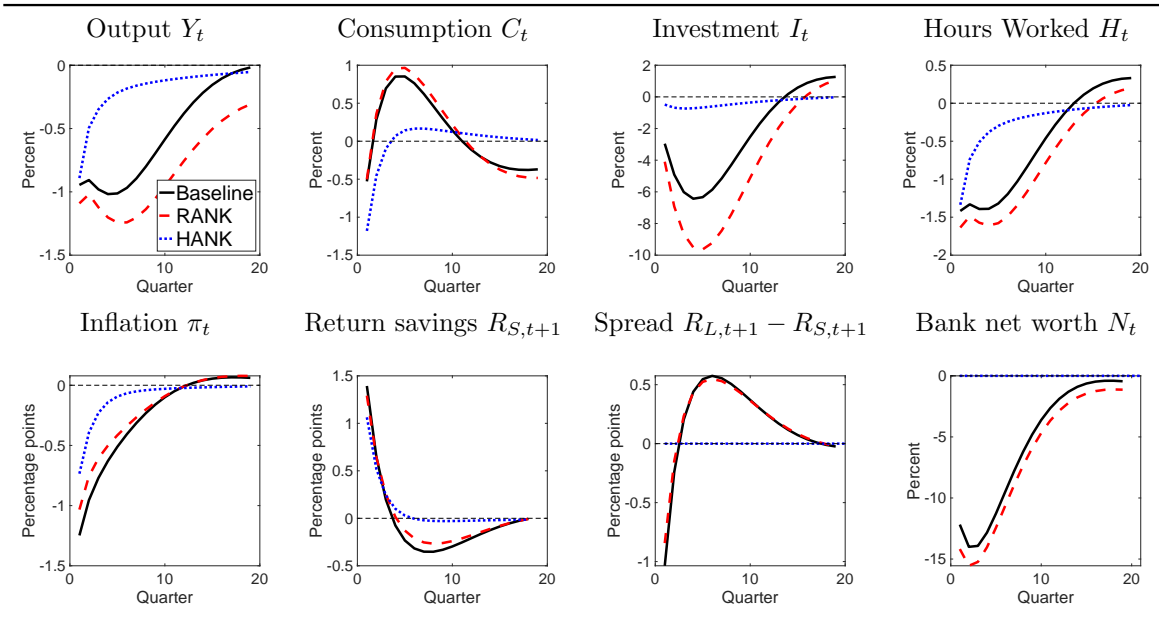 Output Y_t
Consumption C_t
Investment I_t
Hours Worked H_t
Percent
0
-0.5
-1
-1.5
0 10 20
Quarter
Baseline
RANK
HANK
Percent
1
0.5
0
-0.5
-1
-1.5
0 10 20
Quarter
Percent
2
0
-2
-4
-6
-8
-10
0 10 20
Quarter
Percent
0.5
0
-0.5
-1
-1.5
-2
0 10 20
Quarter
Inflation π_t
Return savings R_{S,t+1}
Spread R_{L,t+1} − R_{S,t+1}
Bank net worth N_t
Percentage points
0
-0.5
-1
-1.5
0 10 20
Quarter
Percentage points
1.5
1
0.5
0
-0.5
0 10 20
Quarter
Percentage points
0.5
0
-0.5
-1
0 10 20
Quarter
Percent
0
-5
-10
-15
0 10 20
Quarter